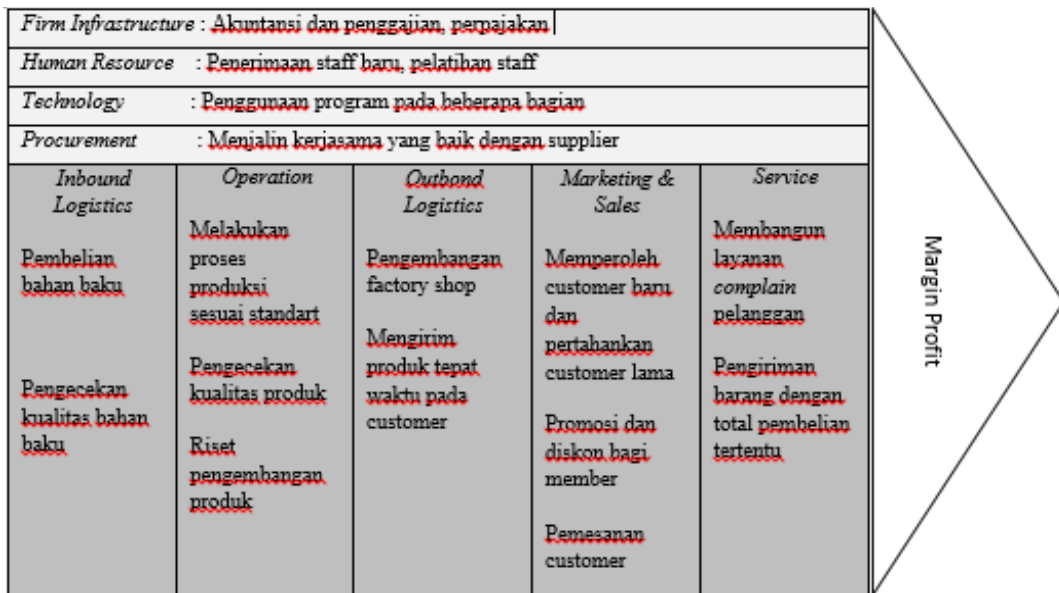 Firm Infrastructure : Akuntansi dan penggajian, perpajakan
Human Resource : Penerimaan staff baru, pelatihan staff
Technology : Penggunaan program pada beberapa bagian
Procurement : Menjalin kerjasama yang baik dengan supplier
Inbound
Logistics
Pembelian
bahan baku
Pengecekan
kualitas bahan
baku
Operation
Melakukan
proses
produksi
sesuai standart
Pengecekan
kualitas produk
Riset
pengembangan
produk
Outbond
Logistics
Pengembangan
factory shop
Mengirim
produk tepat
waktu pada
customer
Marketing &
Sales
Memperoleh
customer baru
dan
pertahankan
customer lama
Promosi dan
diskon bagi
member
Pemesanan
customer
Service
Membangun
layanan
complain
pelanggan
Pengiriman
barang dengan
total pembelian
tertentu
Margin Profit